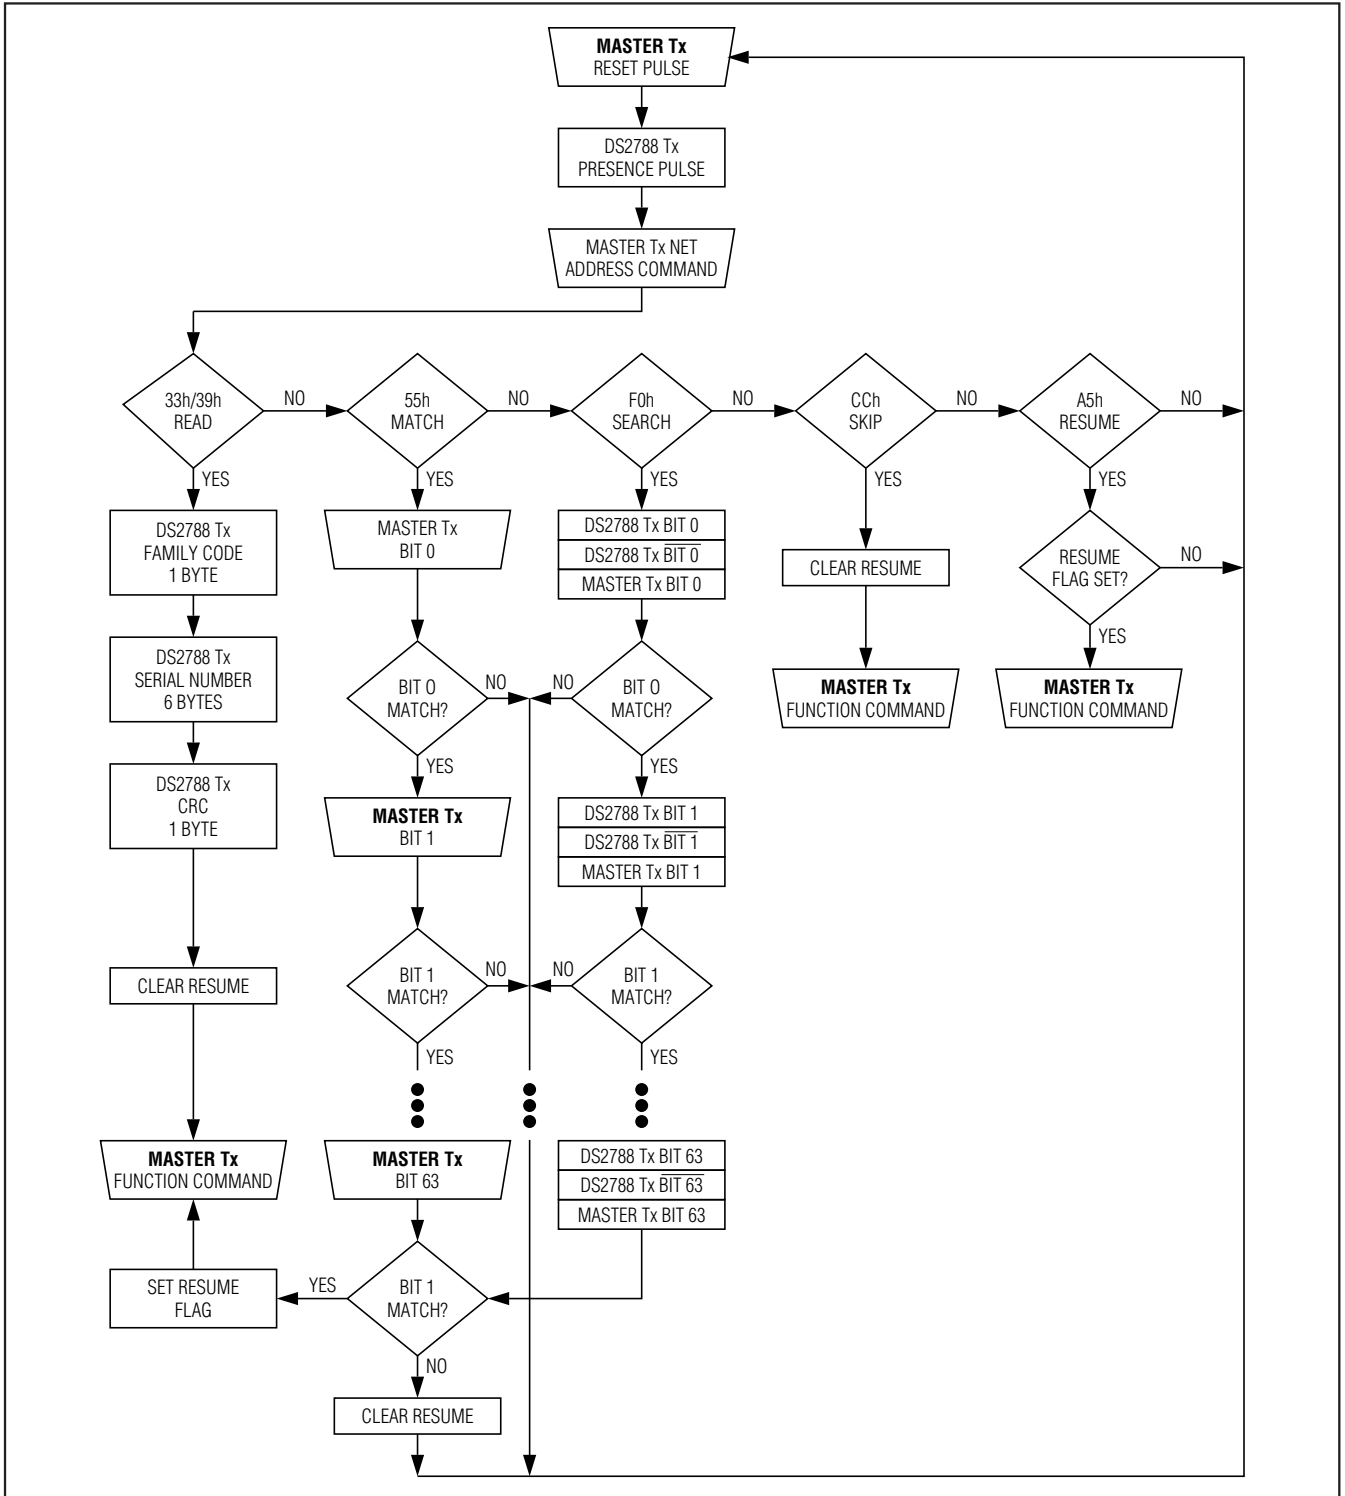 MASTER Tx
RESET PULSE
DS2788 Tx
PRESENCE PULSE
MASTER Tx NET
ADDRESS COMMAND
33h/39h
READ
NO
55h
MATCH
NO
F0h
SEARCH
NO
CCh
SKIP
NO
A5h
RESUME
NO
YES
YES
YES
YES
YES
DS2788 Tx
FAMILY CODE
1 BYTE
MASTER Tx
BIT 0
DS2788 Tx BIT 0
DS2788 Tx B̅I̅T̅ ̅0̅
MASTER Tx BIT 0
CLEAR RESUME
RESUME
FLAG SET?
NO
YES
DS2788 Tx
SERIAL NUMBER
6 BYTES
BIT O
MATCH?
NO
NO
BIT O
MATCH?
MASTER Tx
FUNCTION COMMAND
MASTER Tx
FUNCTION COMMAND
YES
YES
DS2788 Tx
CRC
1 BYTE
MASTER Tx
BIT 1
DS2788 Tx BIT 1
DS2788 Tx B̅I̅T̅ ̅1̅
MASTER Tx BIT 1
CLEAR RESUME
BIT 1
MATCH?
NO
NO
BIT 1
MATCH?
YES
YES
MASTER Tx
FUNCTION COMMAND
MASTER Tx
BIT 63
DS2788 Tx BIT 63
DS2788 Tx B̅I̅T̅ ̅6̅3̅
MASTER Tx BIT 63
SET RESUME
FLAG
YES
BIT 1
MATCH?
NO
CLEAR RESUME